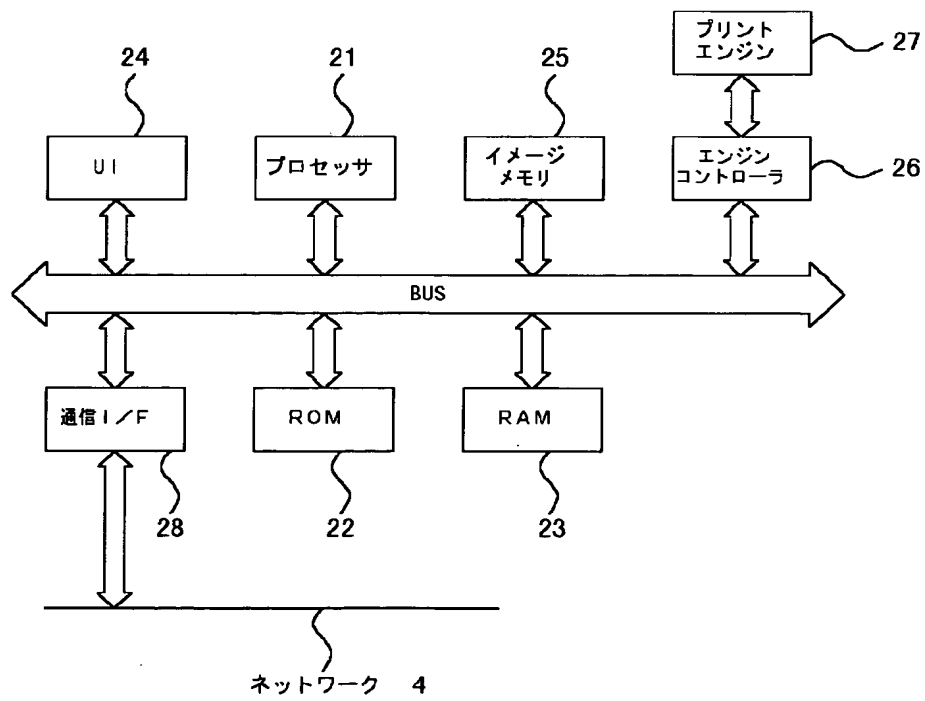 プリント
エンジン
27
24
21
25
UI
プロセッサ
イメージ
メモリ
エンジン
コントローラ
26
BUS
通信I/F
ROM
RAM
28
22
23
ネットワーク 4